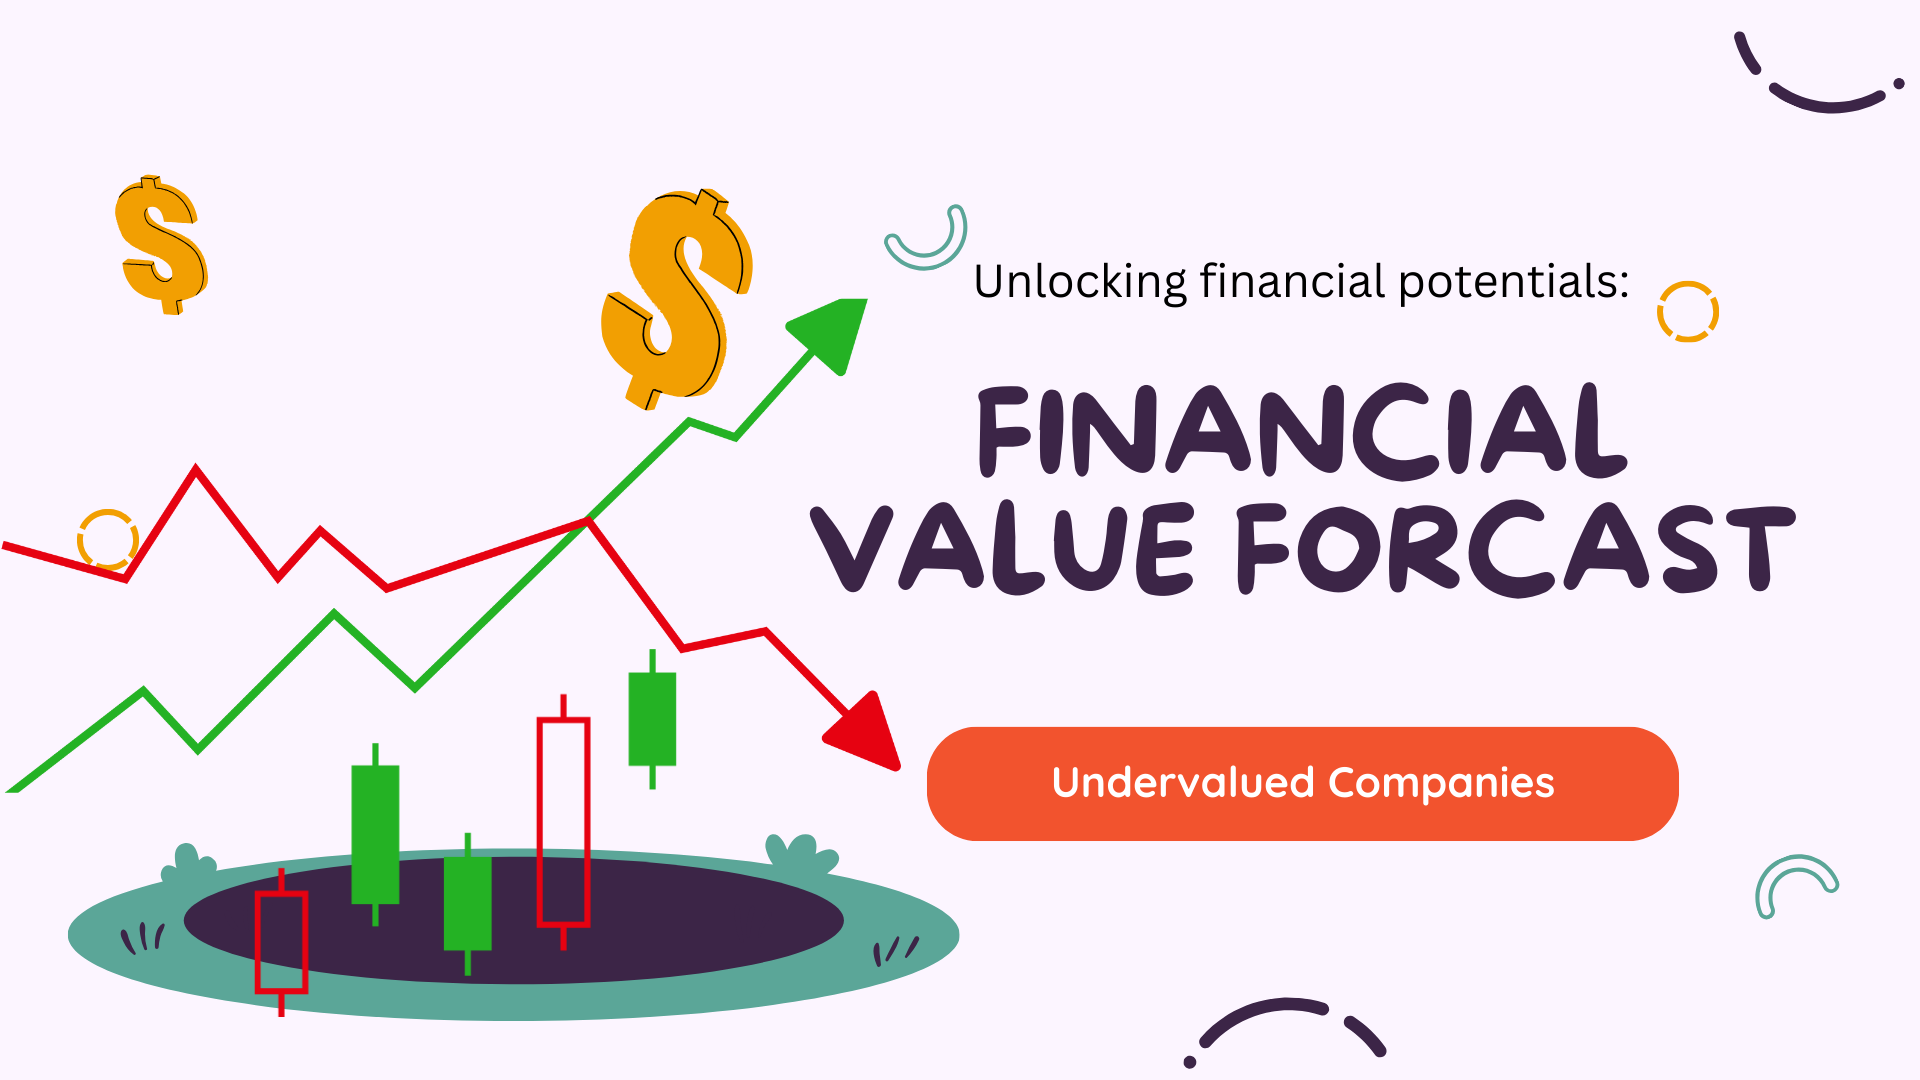 Unlocking financial potentials:
FINANCIAL
VALUE FORCAST
Undervalued Companies